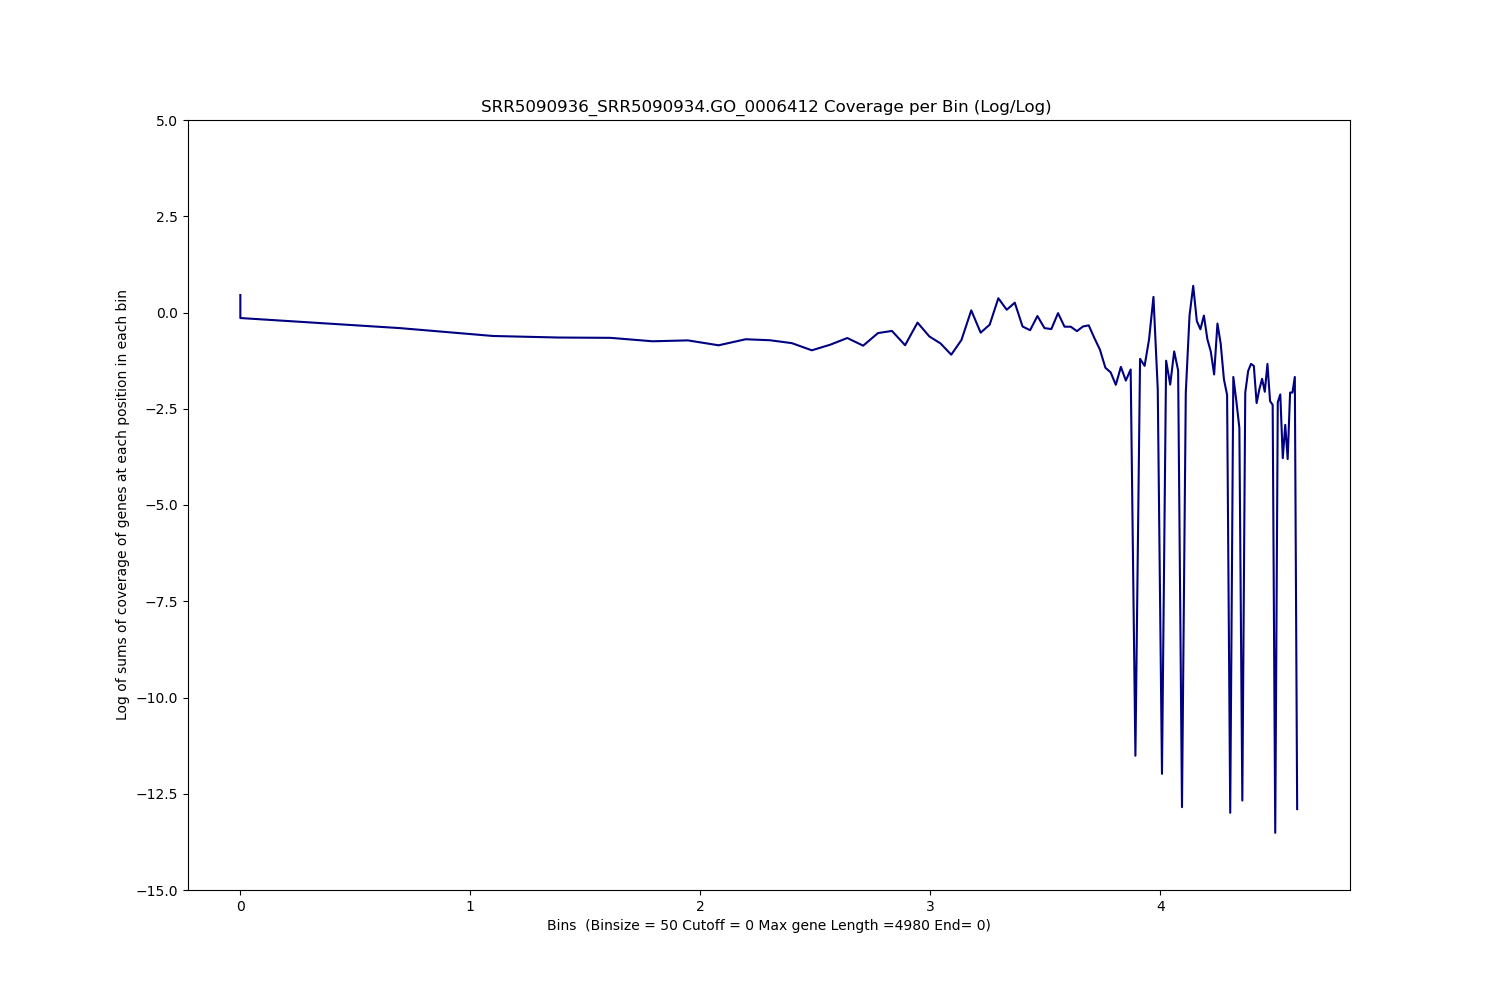 SRR5090936_SRR5090934.GO_0006412 Coverage per Bin (Log/Log)
5.0
2.5
0.0
−2.5
−5.0
−7.5
−10.0
−12.5
−15.0
Log of sums of coverage of genes at each position in each bin
0 1 2 3 4
Bins  (Binsize = 50 Cutoff = 0 Max gene Length =4980 End= 0)